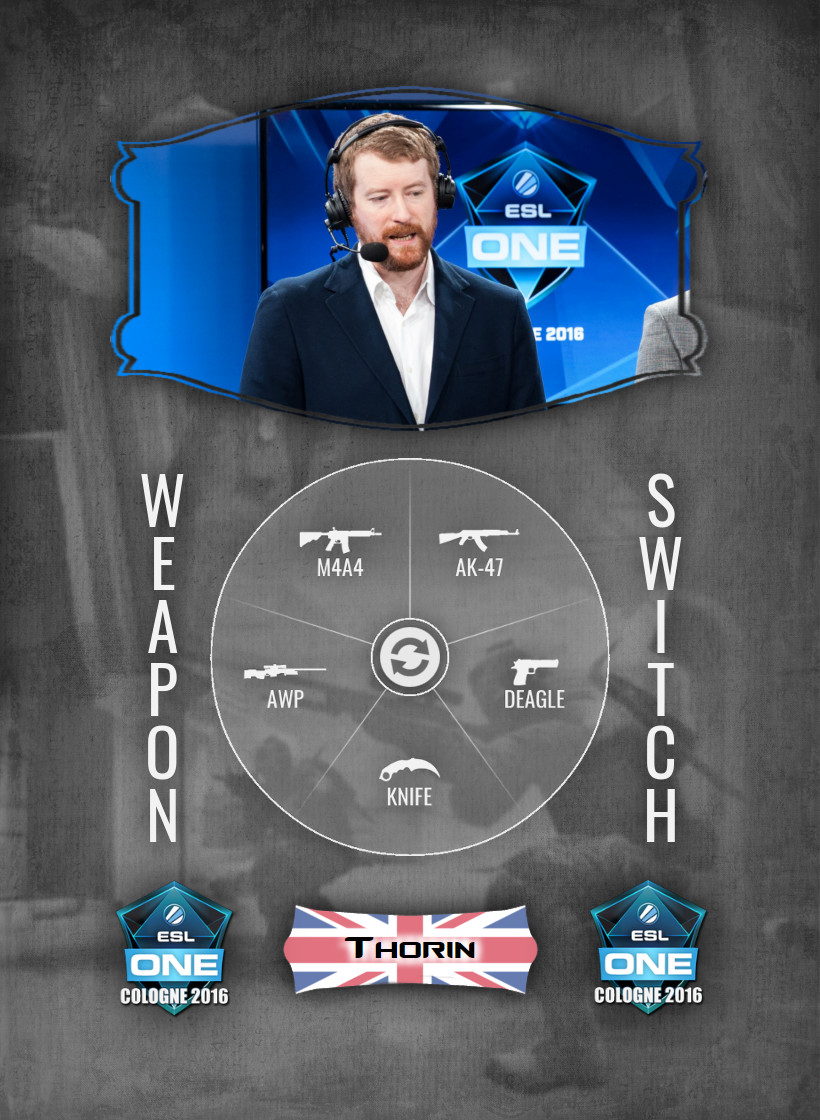 ESL
ONE
E 2016
WEAPON
SWITCH
M4A4
AK-47
AWP
DEAGLE
KNIFE
ESL
ONE
COLOGNE 2016
THORIN
ESL
ONE
COLOGNE 2016